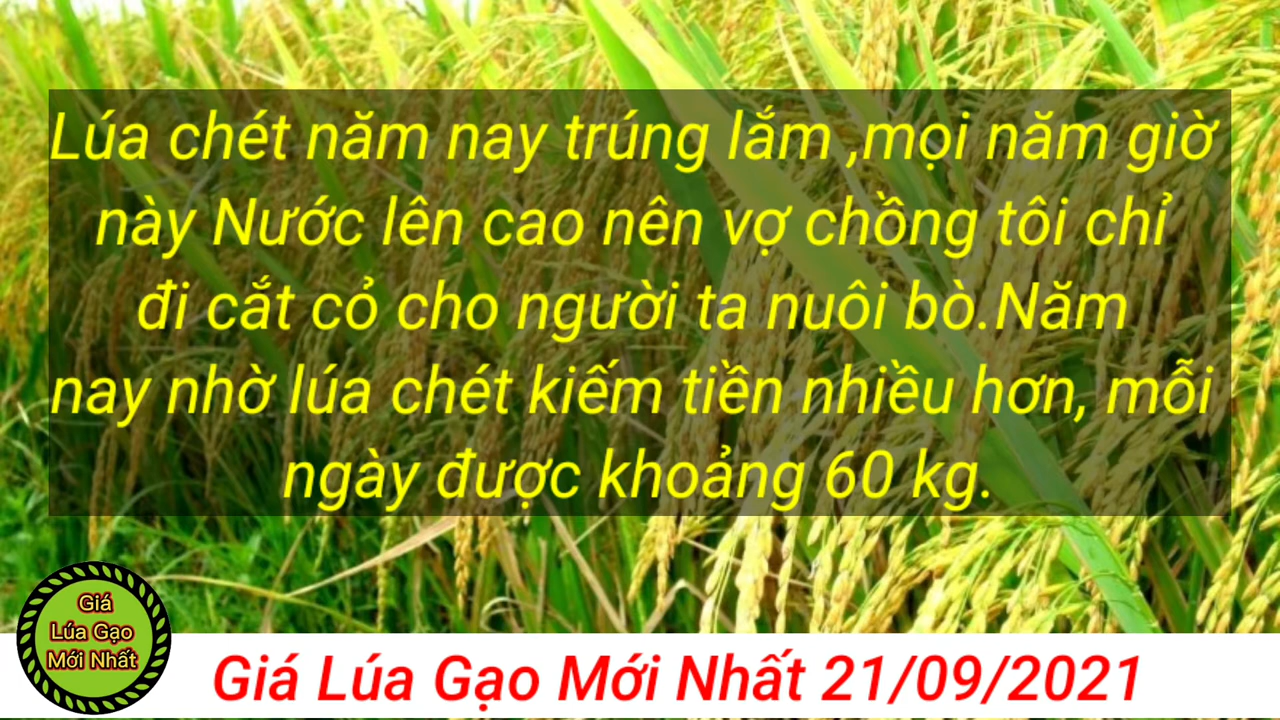 Lúa chét năm nay trúng lắm ,mọi năm giờ
này Nước lên cao nên vợ chồng tôi chỉ
đi cắt cỏ cho người ta nuôi bò.Năm
nay nhờ lúa chét kiếm tiền nhiều hơn, mỗi
ngày được khoảng 60 kg.
Giá
Lúa Gạo
Mới Nhất
Giá Lúa Gạo Mới Nhất 21/09/2021